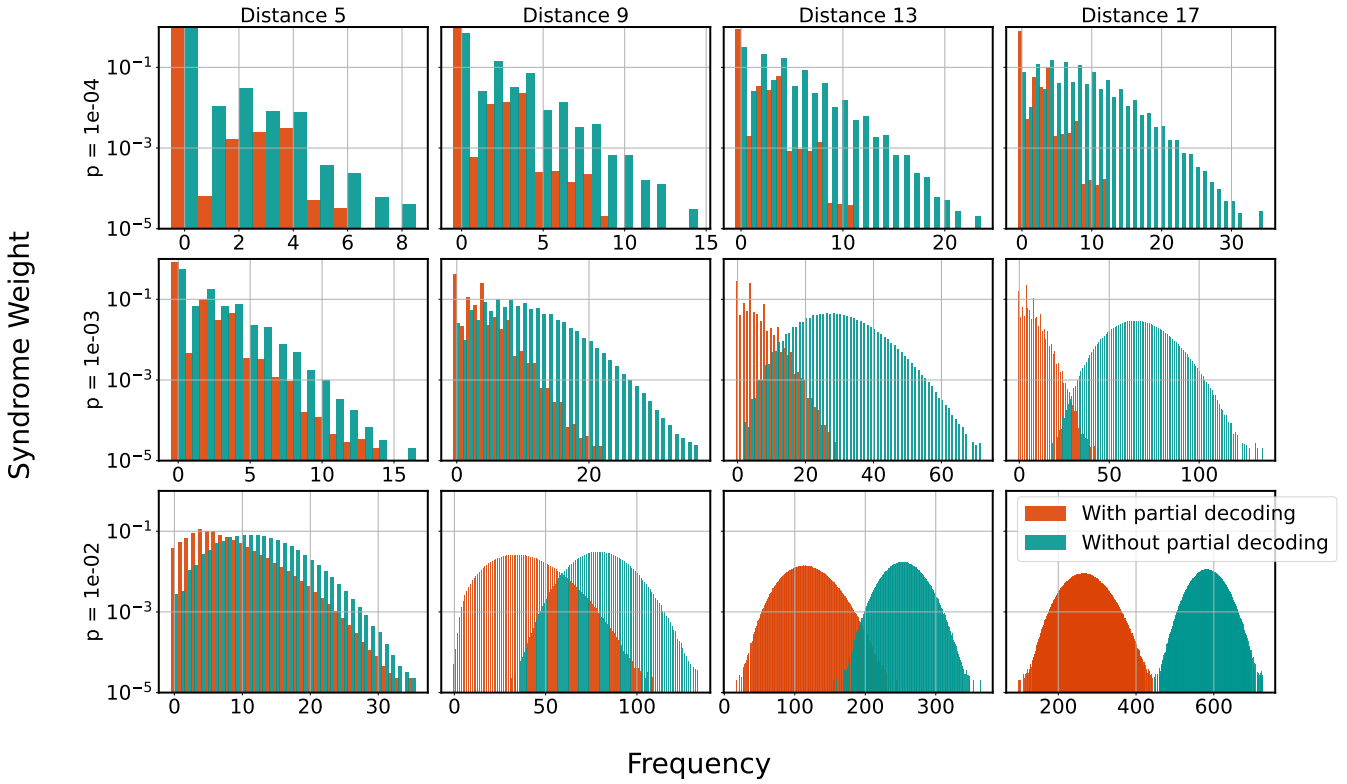 Distance 5 Distance 9 Distance 13 Distance 17
Syndrome Weight
p = 1e-04
10⁻¹
10⁻³
10⁻⁵
0 2 4 6 8
0 5 10 15
0 10 20
0 10 20 30
p = 1e-03
10⁻¹
10⁻³
10⁻⁵
0 5 10 15
0 20
0 20 40 60
0 50 100
p = 1e-02
10⁻¹
10⁻³
10⁻⁵
0 10 20 30
0 50 100
0 100 200 300
200 400 600
With partial decoding
Without partial decoding
Frequency